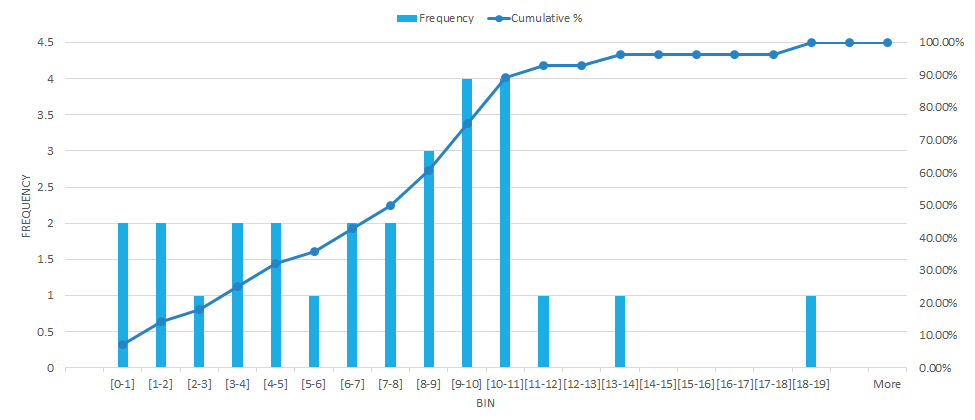 Frequency Cumulative %
4.5 100.00%
4 90.00%
3.5 80.00%
3 70.00%
2.5 60.00%
2 50.00%
1.5 40.00%
1 30.00%
0.5 20.00%
0 10.00%
0.00%
FREQUENCY
[0-1] [1-2] [2-3] [3-4] [4-5] [5-6] [6-7] [7-8] [8-9] [9-10] [10-11] [11-12] [12-13] [13-14] [14-15] [15-16] [16-17] [17-18] [18-19] More
BIN